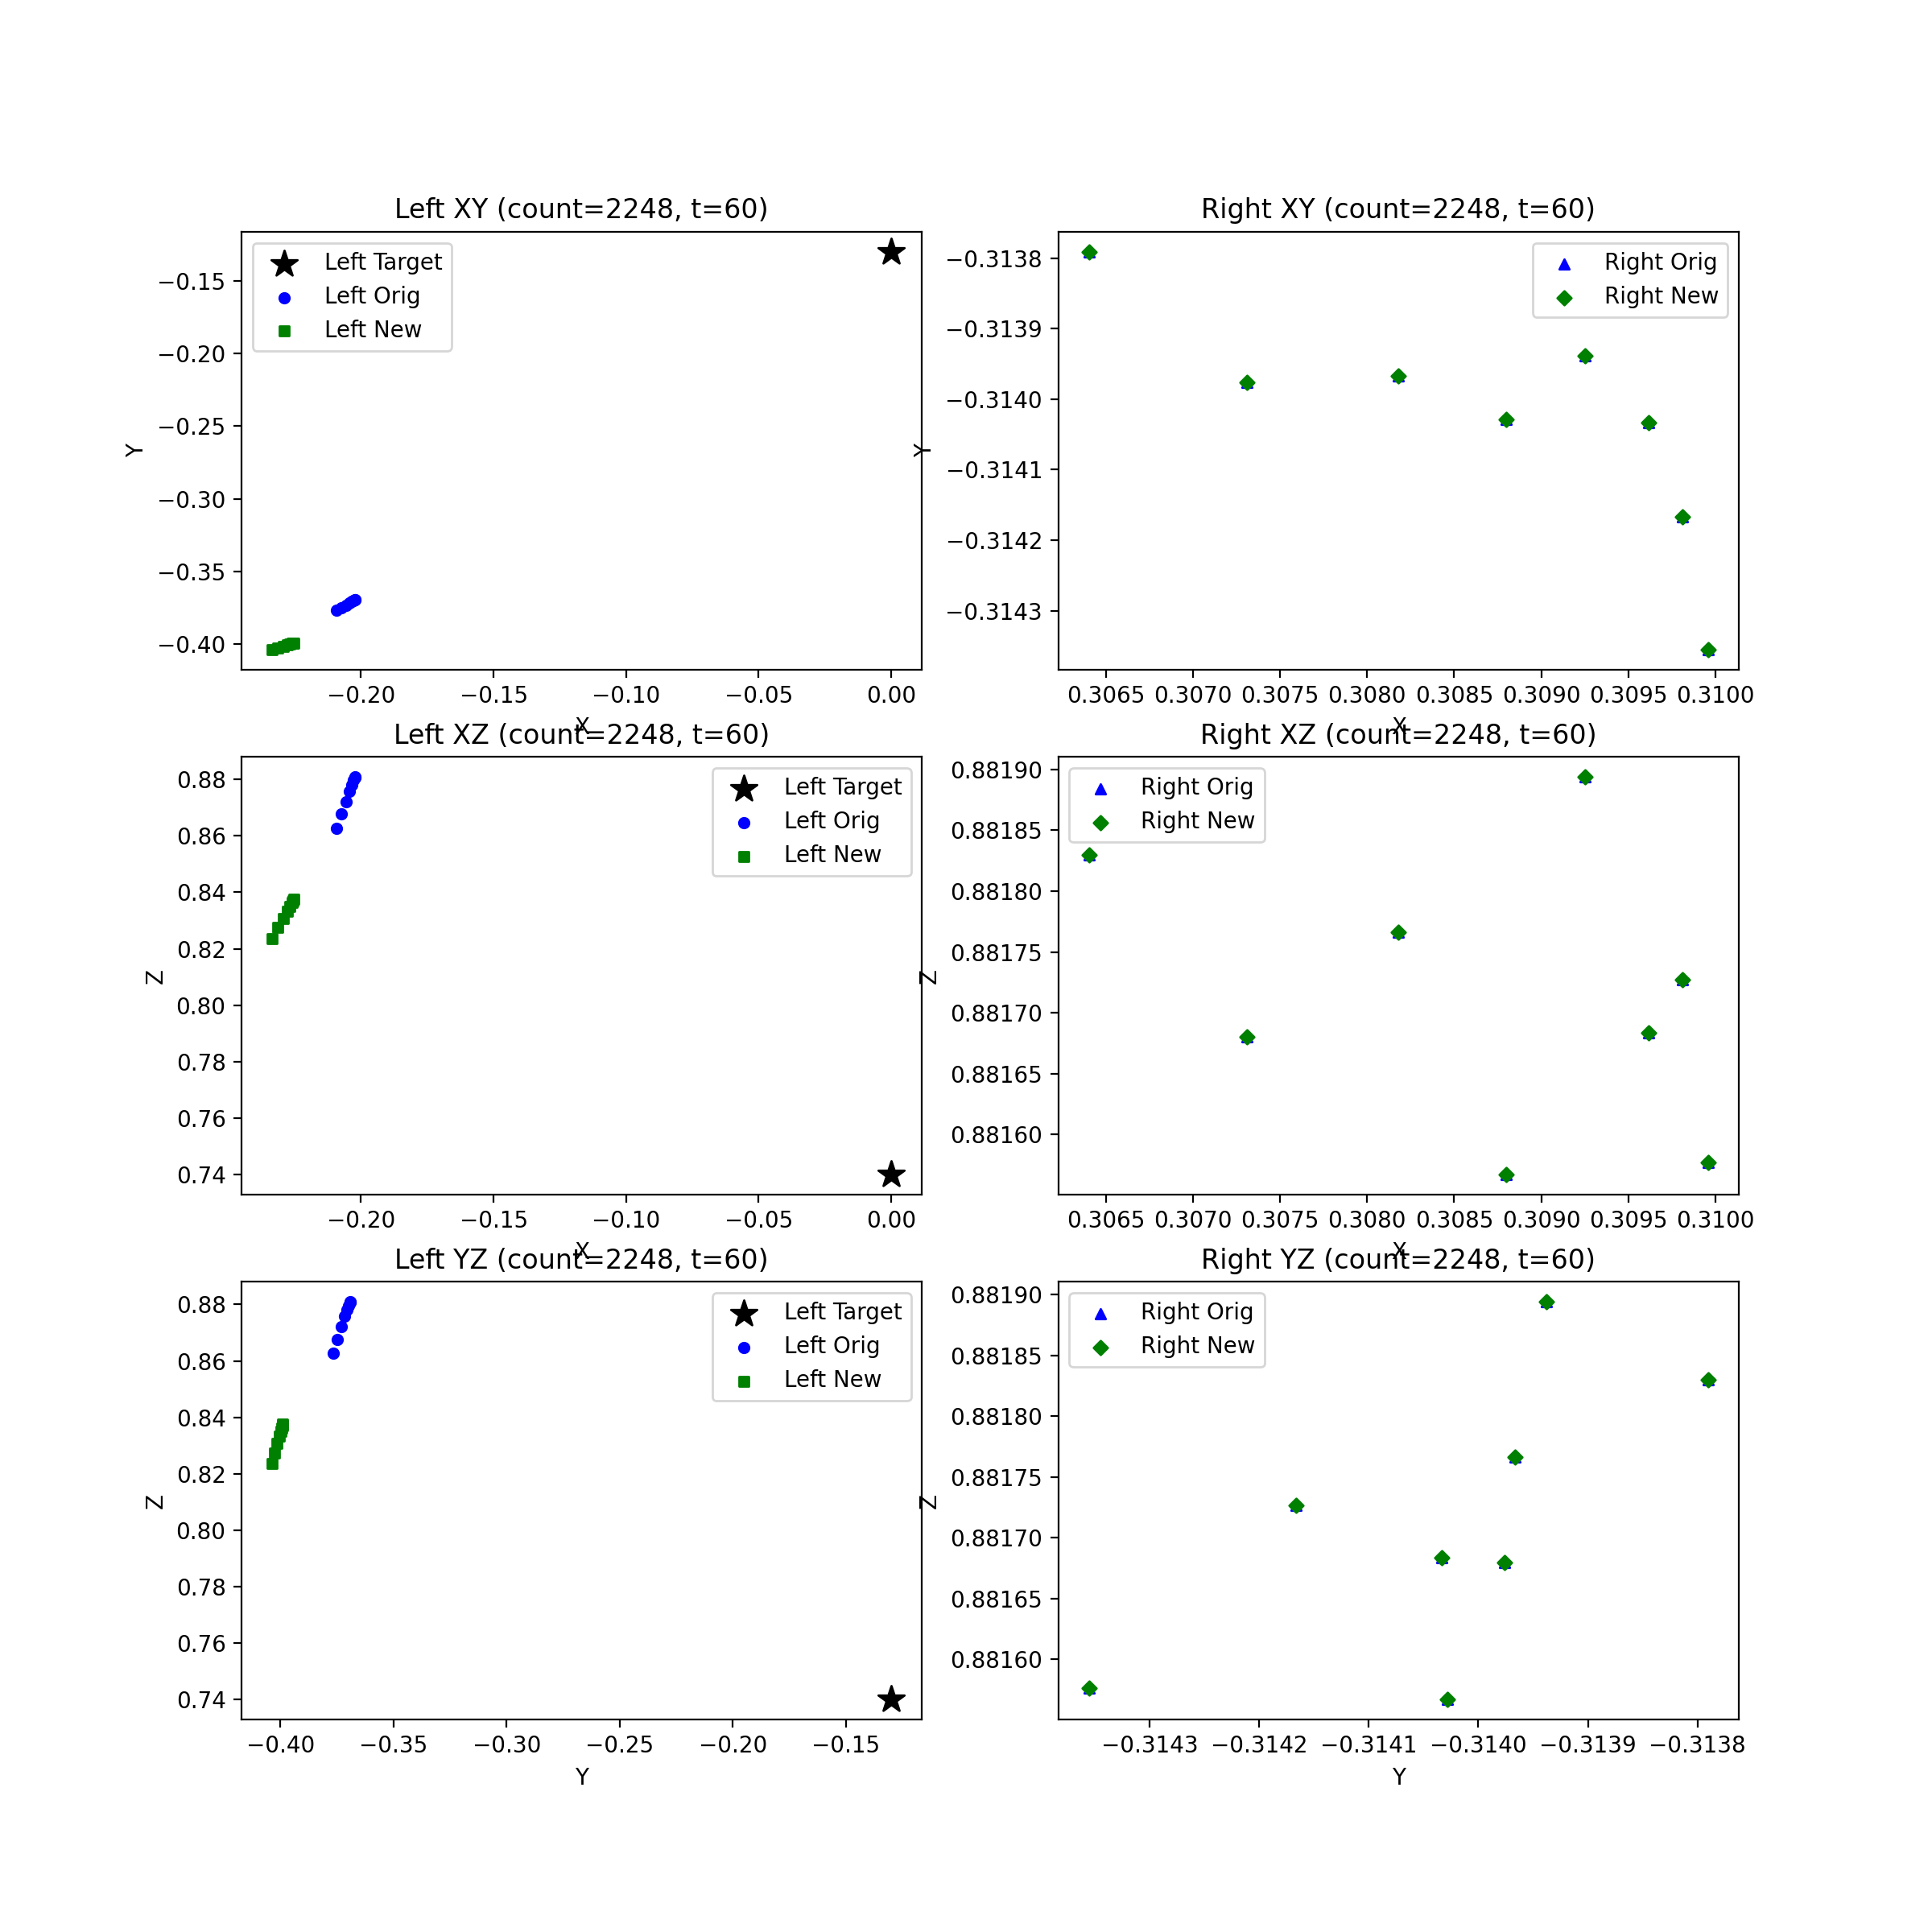 Left XY (count=2248, t=60)
Left Target
Left Orig
Left New
−0.15
−0.20
−0.25
−0.30
−0.35
−0.40
Y
−0.20 −0.15 −0.10 −0.05 0.00
X
Right XY (count=2248, t=60)
Right Orig
Right New
−0.3138
−0.3139
−0.3140
−0.3141
−0.3142
−0.3143
Y
0.3065 0.3070 0.3075 0.3080 0.3085 0.3090 0.3095 0.3100
X
Left XZ (count=2248, t=60)
Left Target
Left Orig
Left New
0.88
0.86
0.84
0.82
0.80
0.78
0.76
0.74
Z
−0.20 −0.15 −0.10 −0.05 0.00
X
Right XZ (count=2248, t=60)
Right Orig
Right New
0.88190
0.88185
0.88180
0.88175
0.88170
0.88165
0.88160
Z
0.3065 0.3070 0.3075 0.3080 0.3085 0.3090 0.3095 0.3100
X
Left YZ (count=2248, t=60)
Left Target
Left Orig
Left New
0.88
0.86
0.84
0.82
0.80
0.78
0.76
0.74
Z
−0.40 −0.35 −0.30 −0.25 −0.20 −0.15
Y
Right YZ (count=2248, t=60)
Right Orig
Right New
0.88190
0.88185
0.88180
0.88175
0.88170
0.88165
0.88160
Z
−0.3143 −0.3142 −0.3141 −0.3140 −0.3139 −0.3138
Y